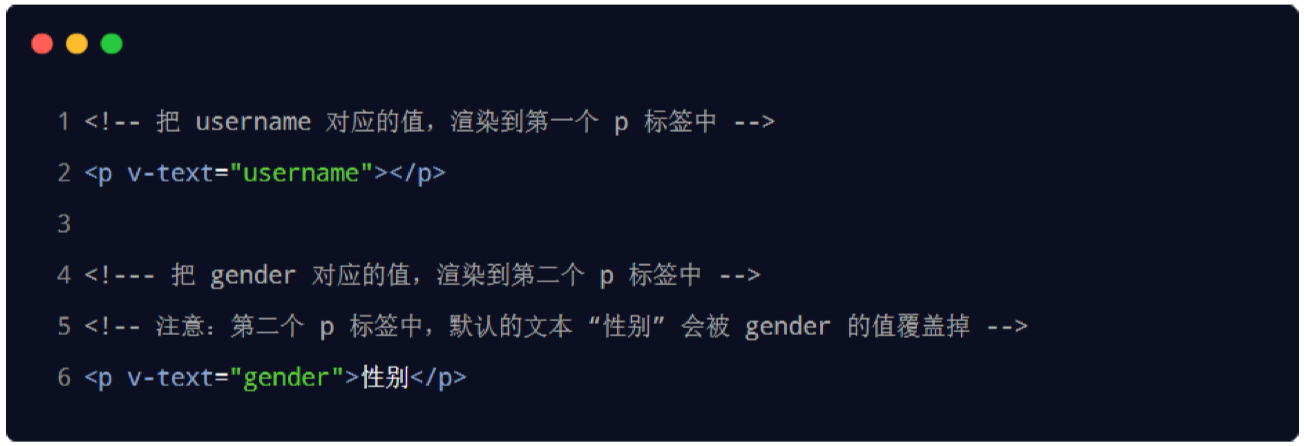 1 <!-- 把 username 对应的值，渲染到第一个 p 标签中 -->
2 <p v-text="username"></p>
3
4 <!--- 把 gender 对应的值，渲染到第二个 p 标签中 -->
5 <!-- 注意：第二个 p 标签中，默认的文本 “性别” 会被 gender 的值覆盖掉 -->
6 <p v-text="gender">性别</p>